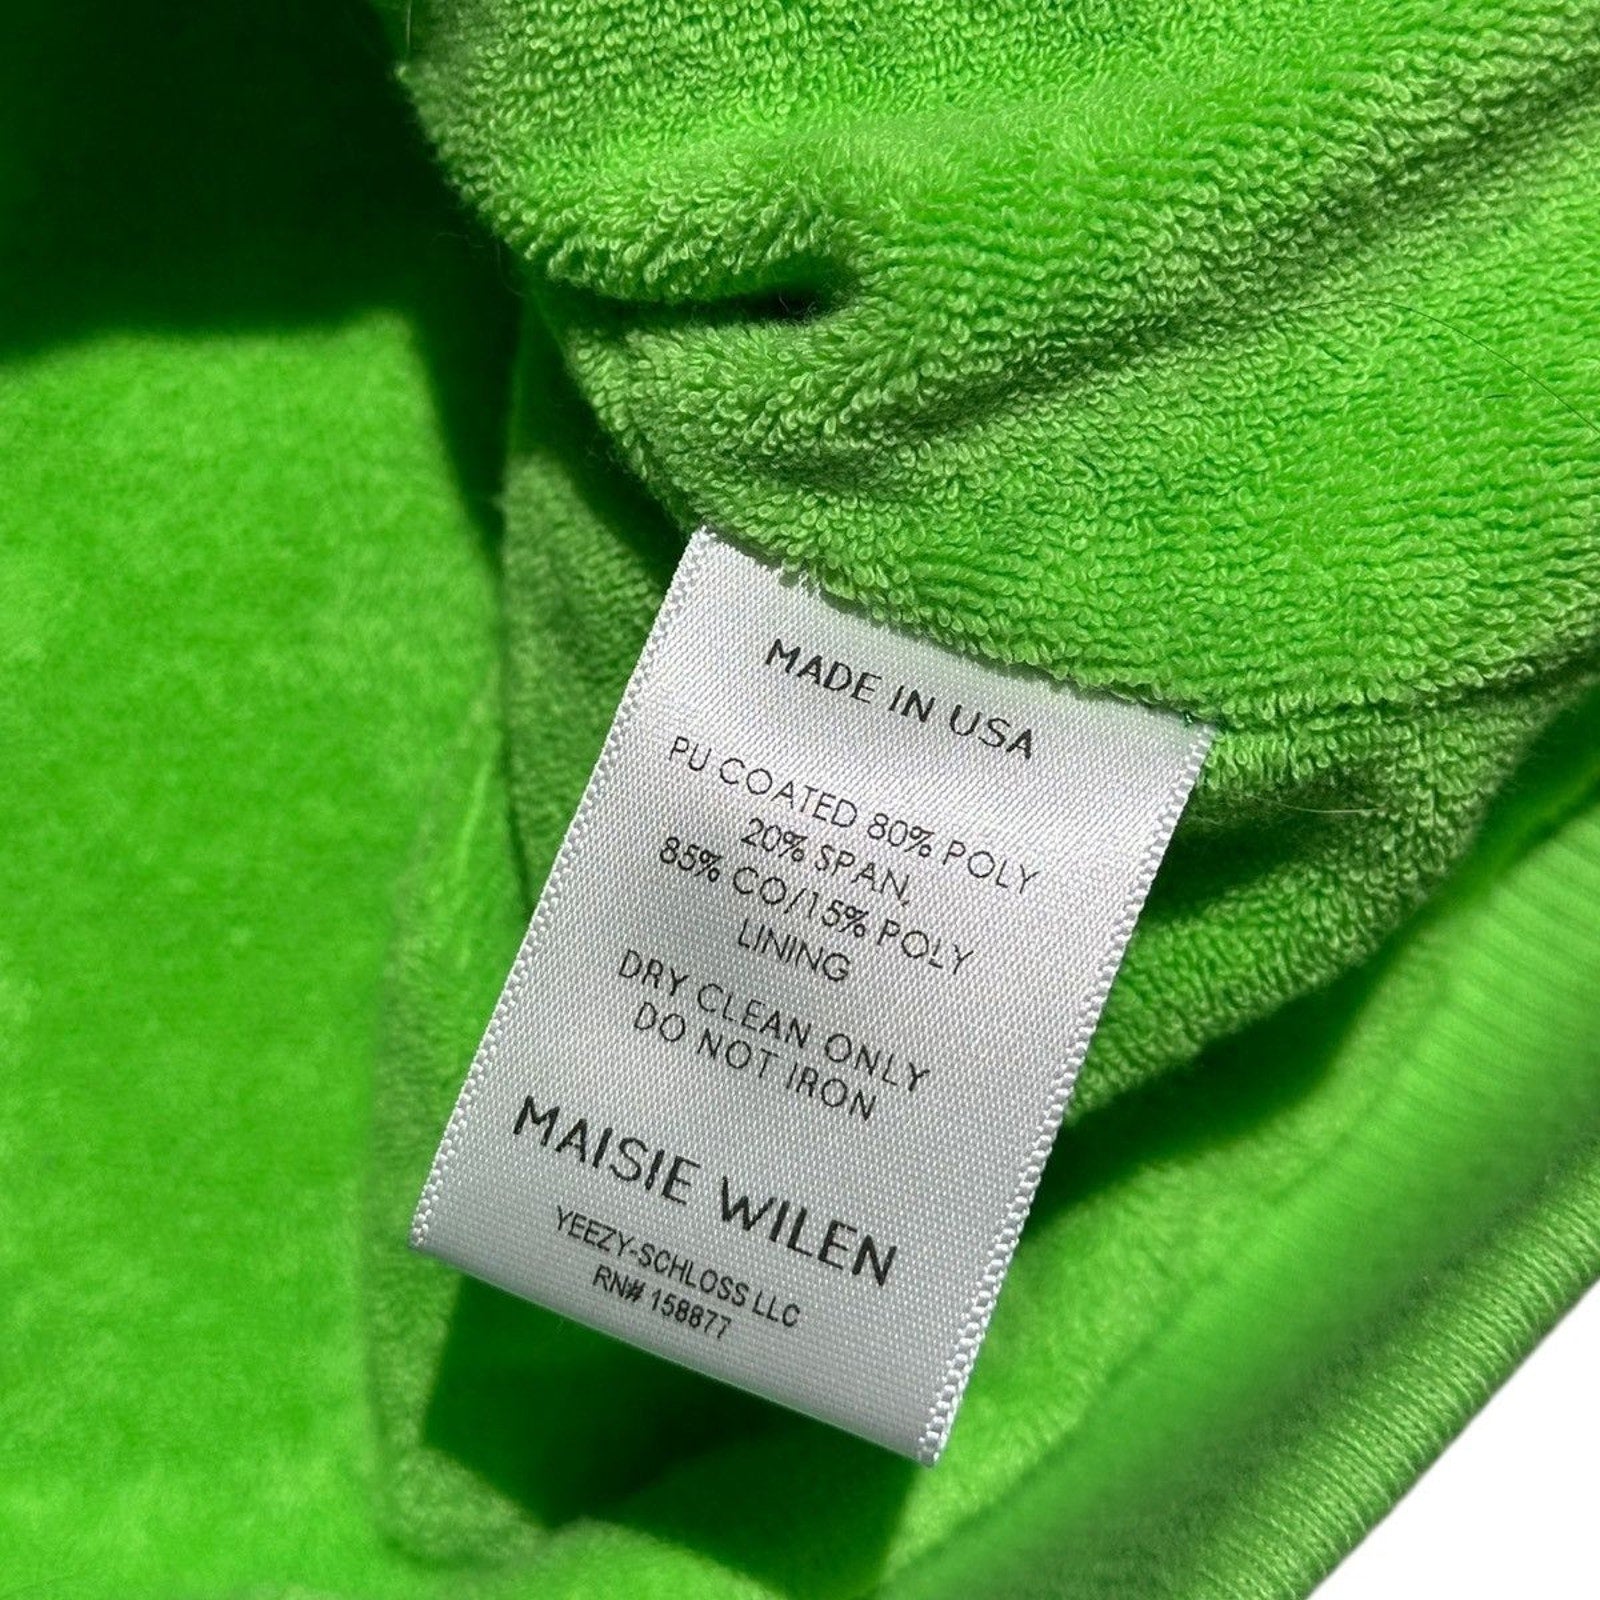 MADE IN USA
PU COATED 80% POLY
20% SPAN,
85% CO/15% POLY
LINING
DRY CLEAN ONLY
DO NOT IRON
MAISIE WILEN
YEEZY-SCHLOSS LLC
RN# 158877